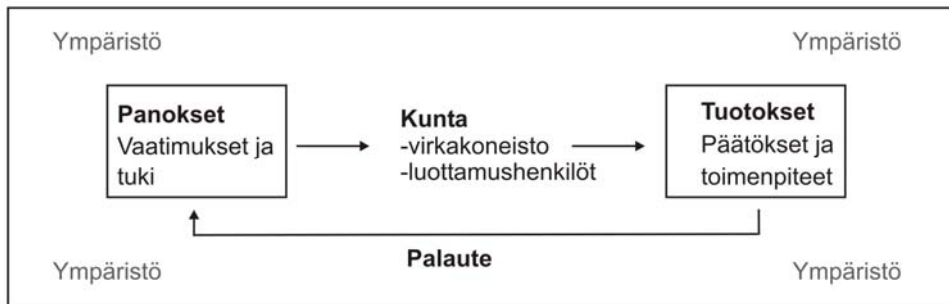 Ympäristö
Ympäristö
Panokset
Vaatimukset ja
tuki
Kunta
-virkakoneisto
-luottamushenkilöt
Tuotokset
Päätökset ja
toimenpiteet
Palaute
Ympäristö
Ympäristö